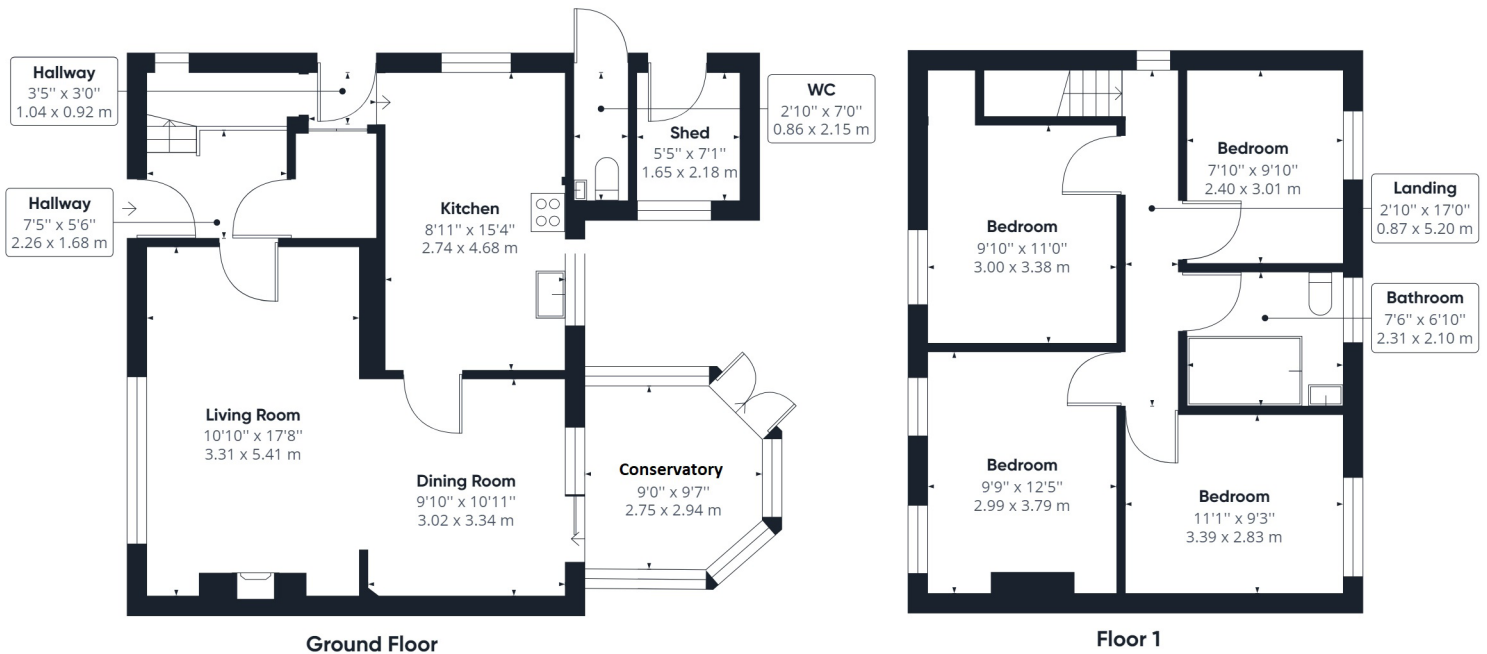 Hallway
3'5" x 3'0"
1.04 x 0.92 m
WC
2'10" x 7'0"
0.86 x 2.15 m
Shed
5'5" x 7'1"
1.65 x 2.18 m
Hallway
7'5" x 5'6"
2.26 x 1.68 m
Kitchen
8'11" x 15'4"
2.74 x 4.68 m
Living Room
10'10" x 17'8"
3.31 x 5.41 m
Dining Room
9'10" x 10'11"
3.02 x 3.34 m
Conservatory
9'0" x 9'7"
2.75 x 2.94 m
Ground Floor
Bedroom
7'10" x 9'10"
2.40 x 3.01 m
Landing
2'10" x 17'0"
0.87 x 5.20 m
Bedroom
9'10" x 11'0"
3.00 x 3.38 m
Bathroom
7'6" x 6'10"
2.31 x 2.10 m
Bedroom
9'9" x 12'5"
2.99 x 3.79 m
Bedroom
11'1" x 9'3"
3.39 x 2.83 m
Floor 1